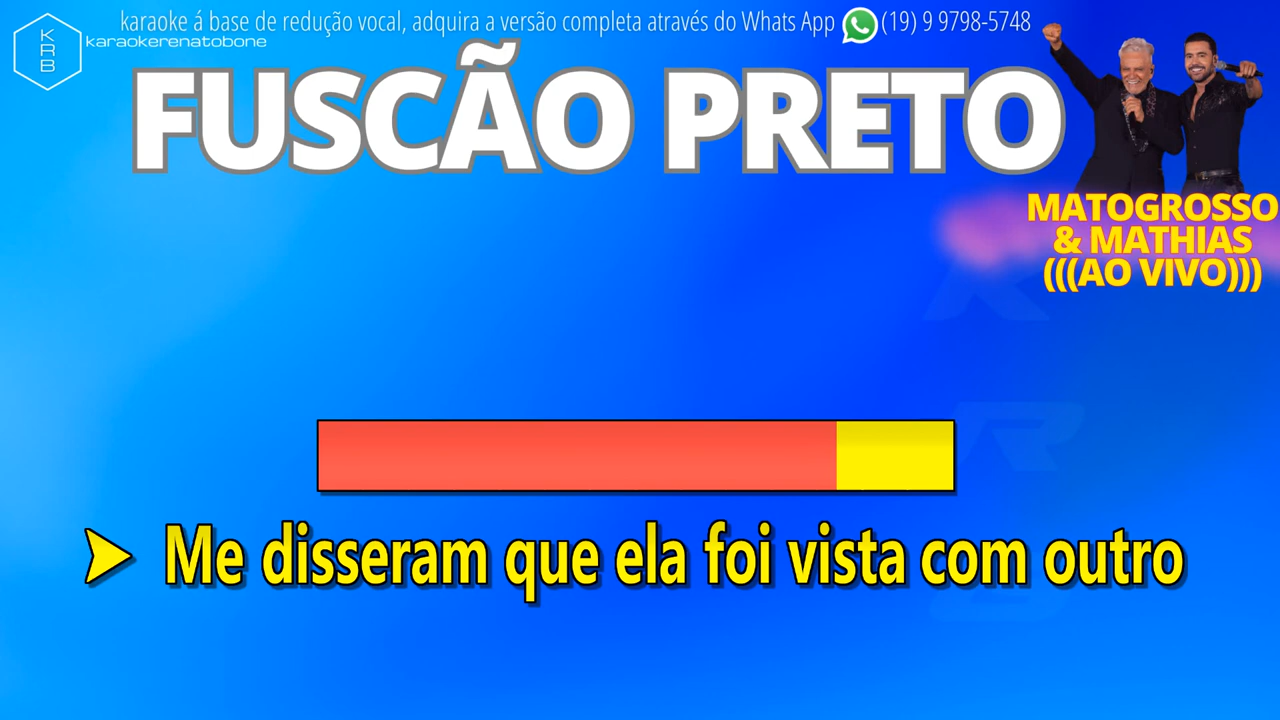 karaoke á base de redução vocal, adquira a versão completa através do Whats App (19) 9 9798-5748
K
R
B
karaokerenatobone
FUSCÃO PRETO
MATOGROSSO
& MATHIAS
(((AO VIVO)))
Me disseram que ela foi vista com outro